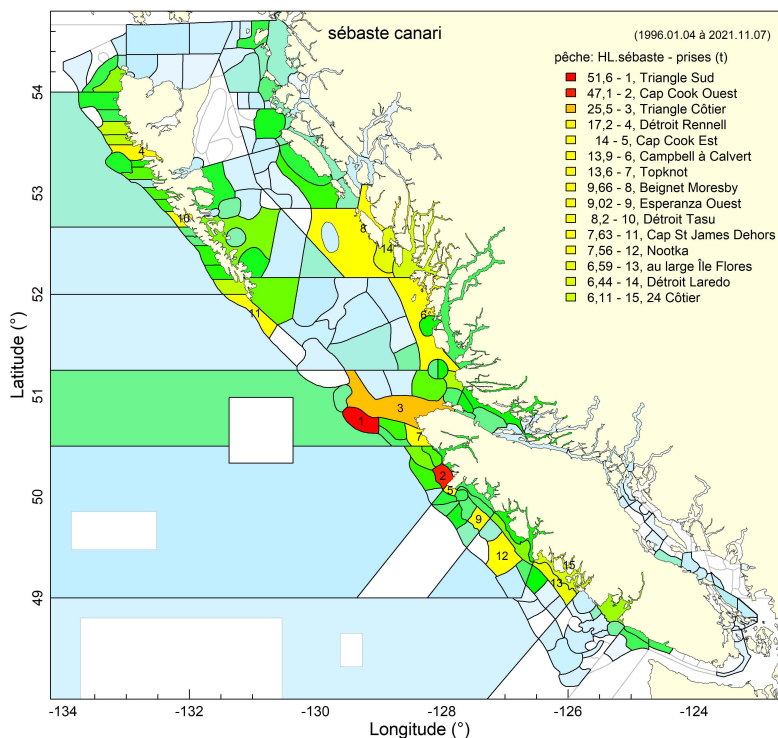 sébaste canari
(1996.01.04 à 2021.11.07)
pêche: HL.sébaste - prises (t)
51,6 - 1, Triangle Sud
47,1 - 2, Cap Cook Ouest
25,5 - 3, Triangle Côtier
17,2 - 4, Détroit Rennell
14 - 5, Cap Cook Est
13,9 - 6, Campbell à Calvert
13,6 - 7, Topknot
9,66 - 8, Beignet Moresby
9,02 - 9, Esperanza Ouest
8,2 - 10, Détroit Tasu
7,63 - 11, Cap St James Dehors
7,56 - 12, Nootka
6,59 - 13, au large Île Flores
6,44 - 14, Détroit Laredo
6,11 - 15, 24 Côtier
54
53
52
51
50
49
Latitude (°)
4
10
8
14
11
6
3
1
7
2
5
9
12
15
13
-134
-132
-130
-128
-126
-124
Longitude (°)